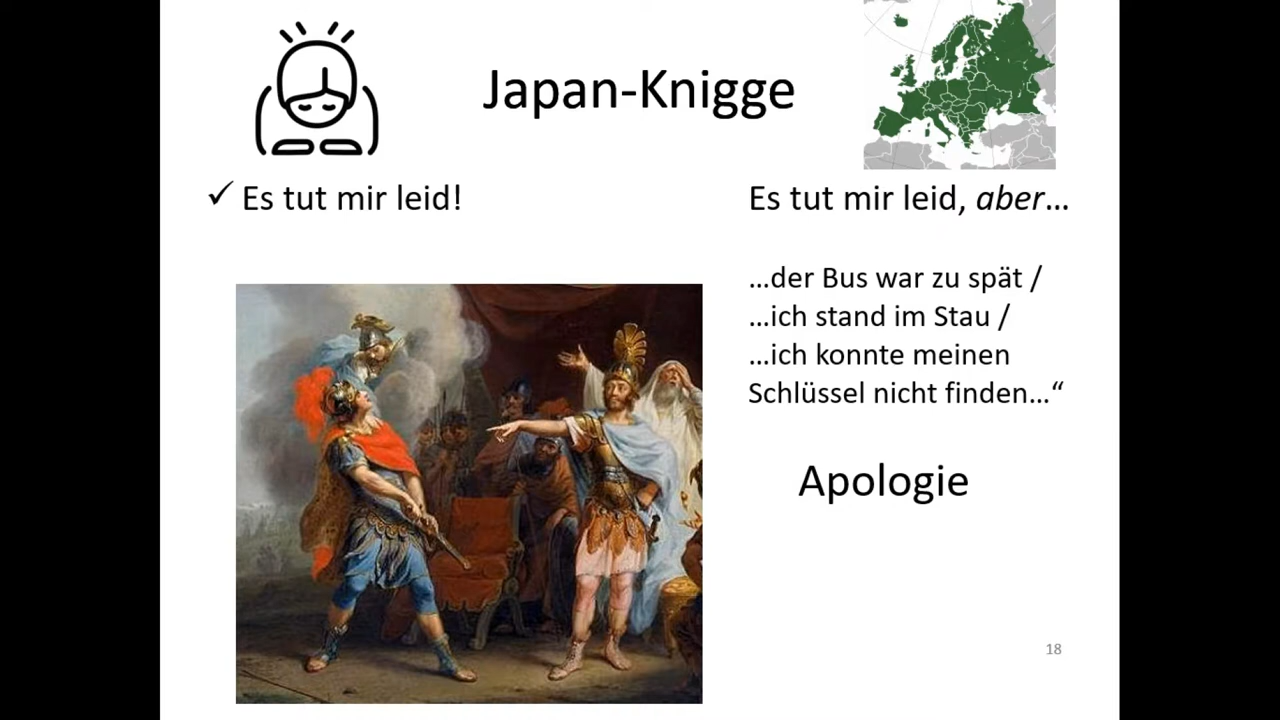 Japan-Knigge
✓ Es tut mir leid!
Es tut mir leid, aber…
…der Bus war zu spät /
…ich stand im Stau /
…ich konnte meinen
Schlüssel nicht finden…“
Apologie
18